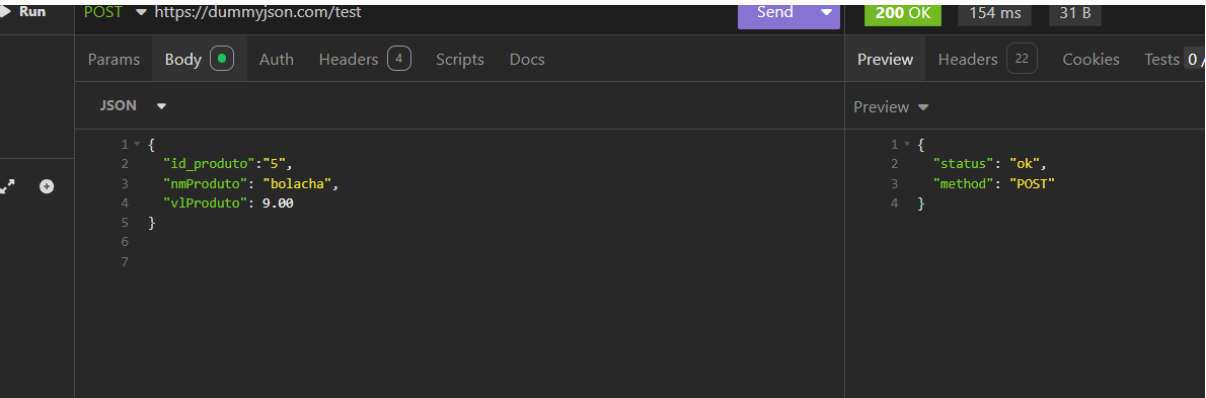 Run
POST https://dummyjson.com/test Send
200 OK 154 ms 31 B
Params Body Auth Headers 4 Scripts Docs
Preview Headers 22 Cookies Tests 0 /
JSON
Preview
1 {
2 "id_produto":"5",
3 "nmProduto": "bolacha",
4 "vlProduto": 9.00
5 }
6
7
1 {
2 "status": "ok",
3 "method": "POST"
4 }